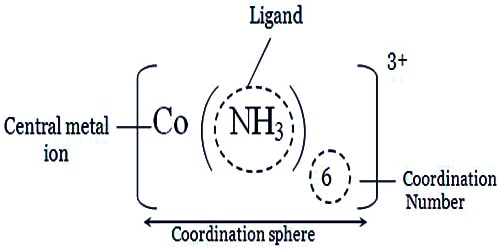 Ligand
3+
Central metal
ion
Co ( NH3 ) 6
Coordination
Number
Coordination sphere